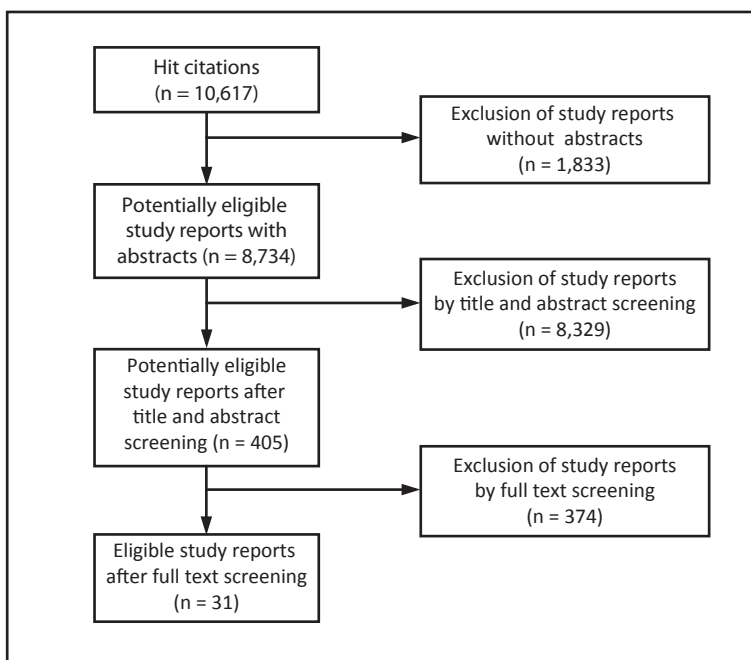 Hit citations
(n = 10,617)
Exclusion of study reports
without abstracts
(n = 1,833)
Potentially eligible
study reports with
abstracts (n = 8,734)
Exclusion of study reports
by title and abstract screening
(n = 8,329)
Potentially eligible
study reports after
title and abstract
screening (n = 405)
Exclusion of study reports
by full text screening
(n = 374)
Eligible study reports
after full text screening
(n = 31)